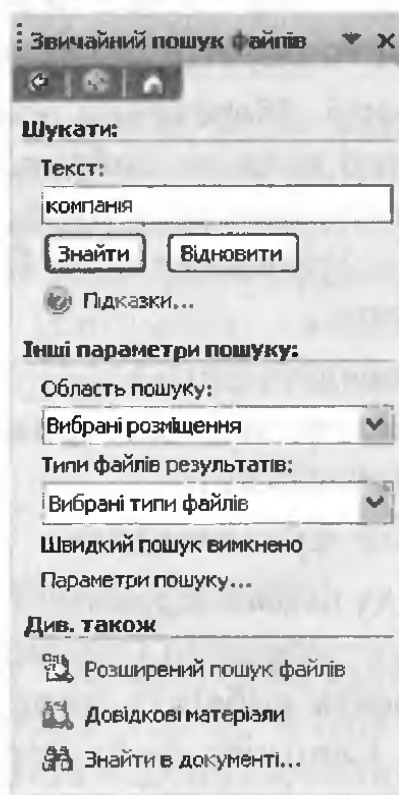 Звичайний пошук файлів
Шукати:
Текст:
компанія
Знайти Відновити
Підказки...
Інші параметри пошуку:
Область пошуку:
Вибрані розміщення
Типи файлів результатів:
Вибрані типи файлів
Швидкий пошук вимкнено
Параметри пошуку...
Див. також
Розширений пошук файлів
Довідкові матеріали
Знайти в документі...